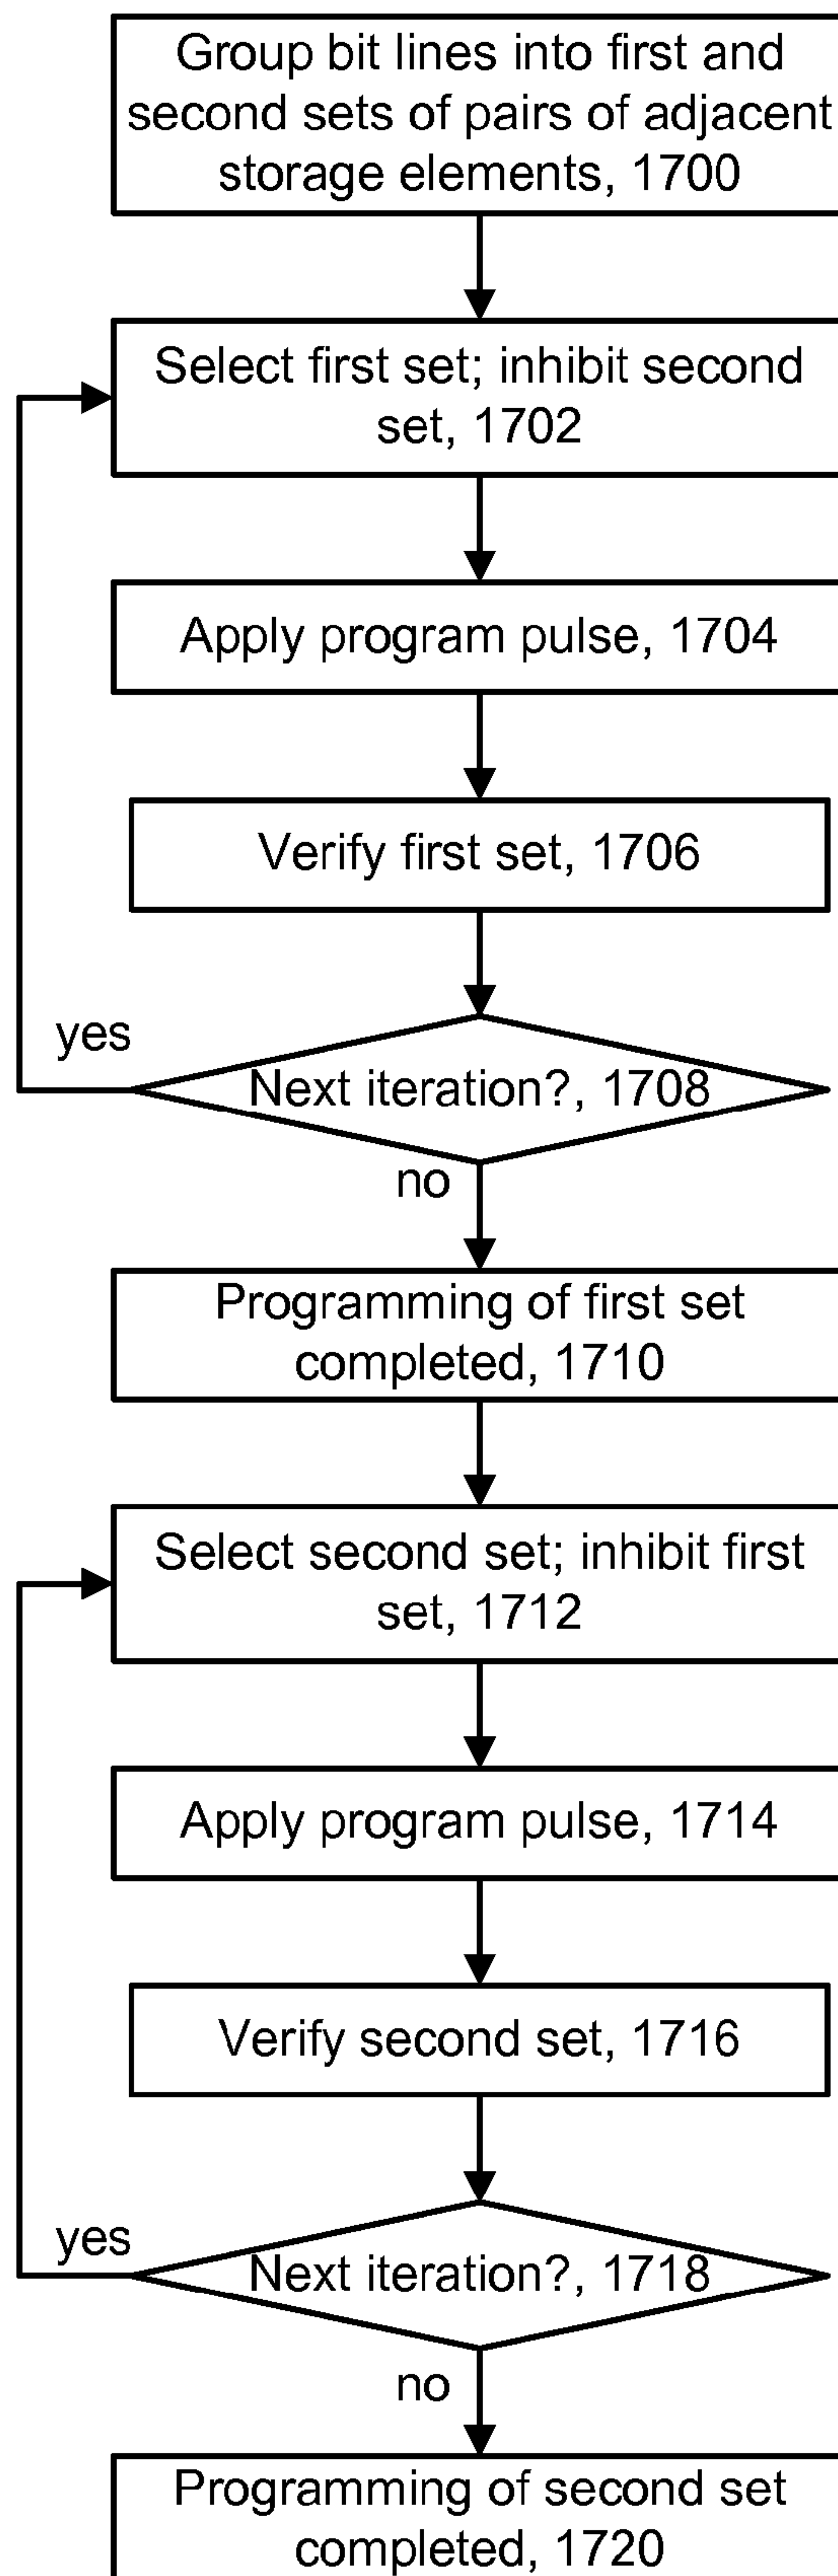 Group bit lines into first and
second sets of pairs of adjacent
storage elements, 1700
Select first set; inhibit second
set, 1702
Apply program pulse, 1704
Verify first set, 1706
yes
Next iteration?, 1708
no
Programming of first set
completed, 1710
Select second set; inhibit first
set, 1712
Apply program pulse, 1714
Verify second set, 1716
yes
Next iteration?, 1718
no
Programming of second set
completed, 1720